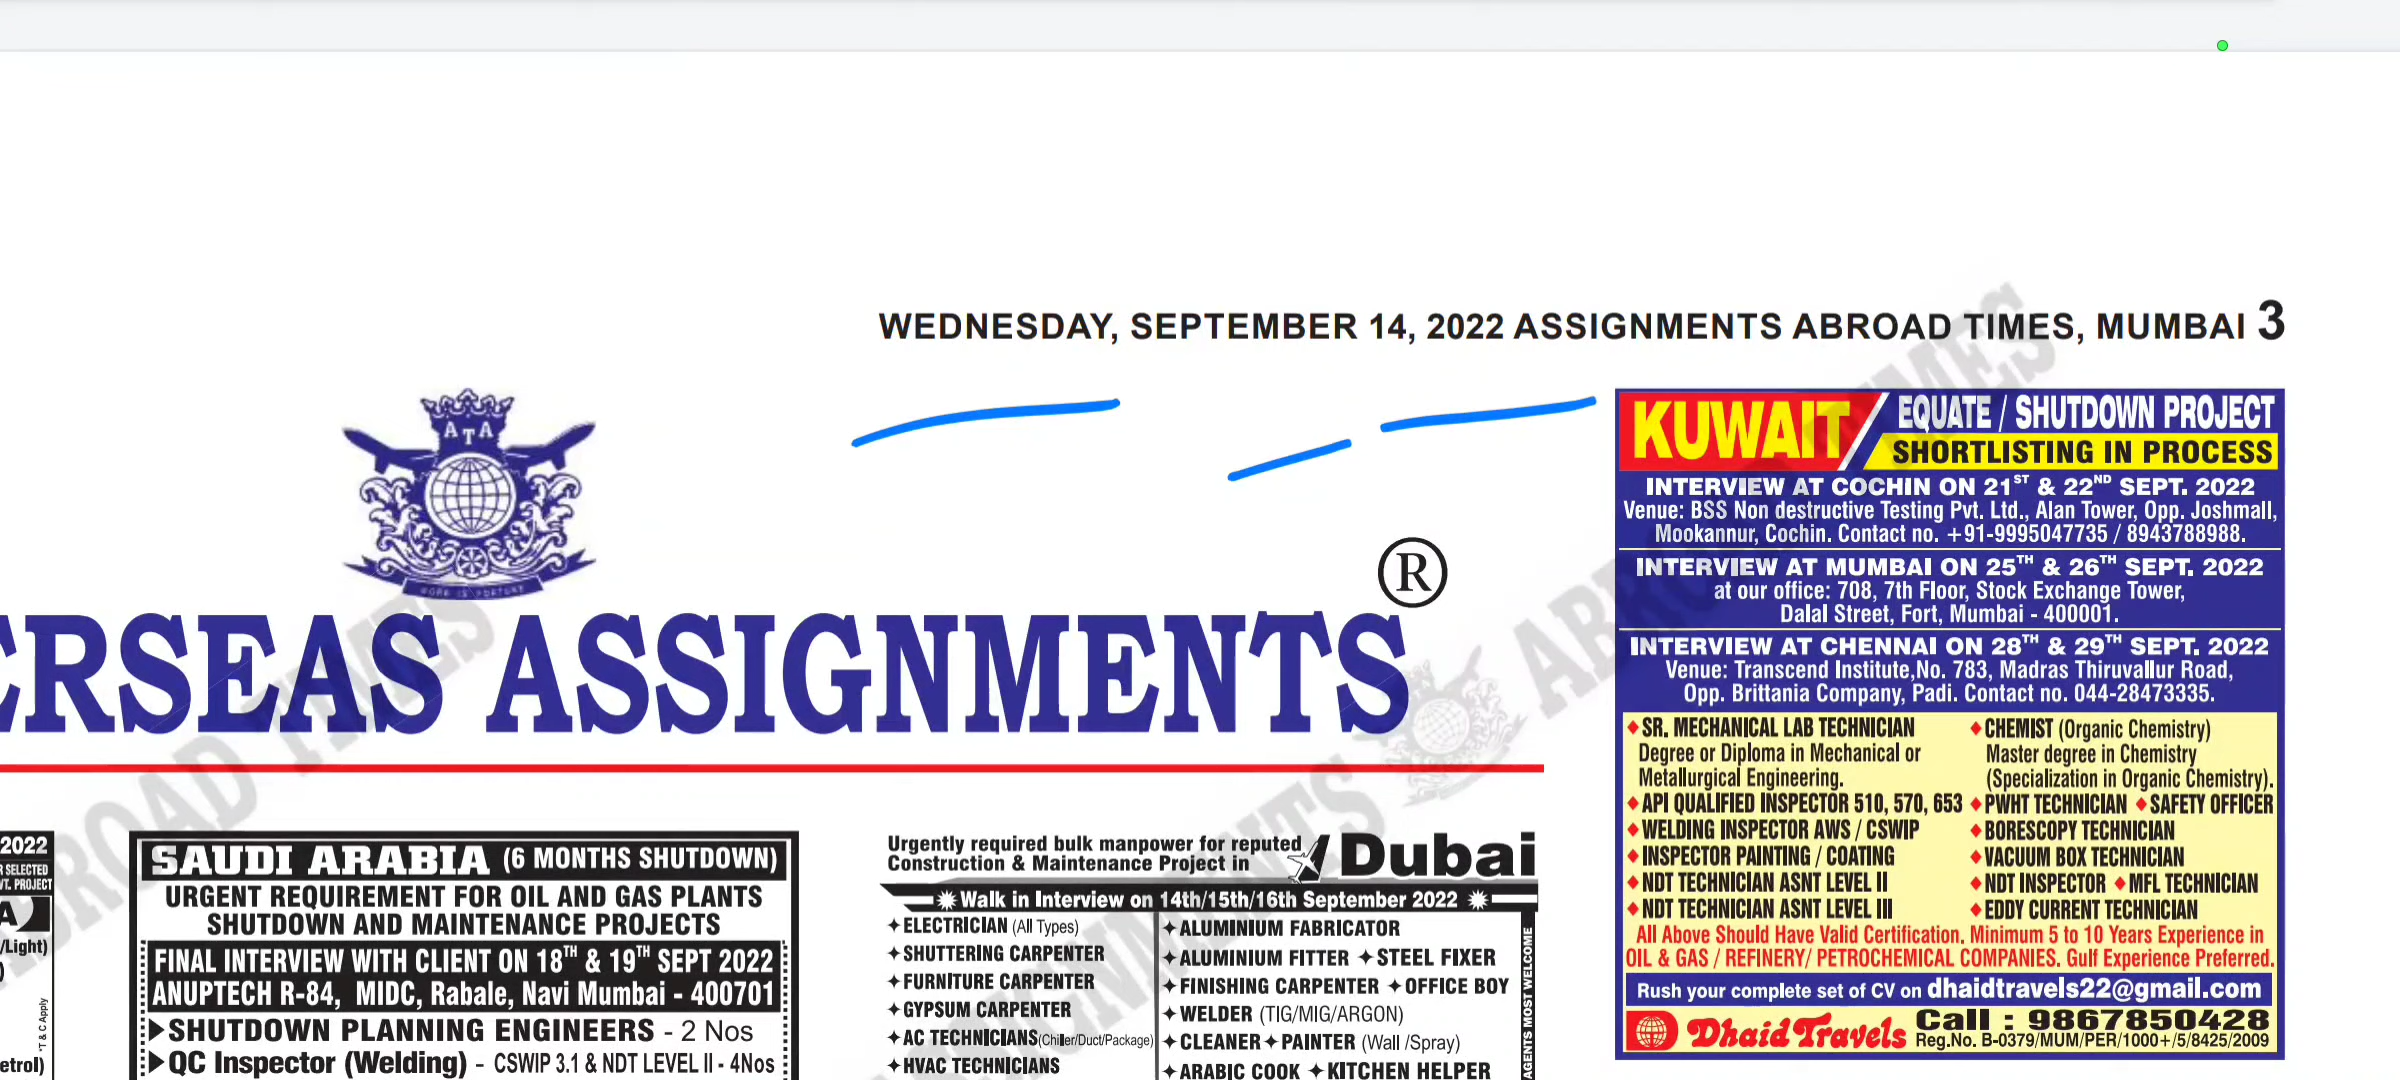 WEDNESDAY, SEPTEMBER 14, 2022 ASSIGNMENTS ABROAD TIMES, MUMBAI 3
ATA
WORK IS FORTUNE
®
ERSEAS ASSIGNMENTS
KUWAIT
EQUATE / SHUTDOWN PROJECT
SHORTLISTING IN PROCESS
INTERVIEW AT COCHIN ON 21ST & 22ND SEPT. 2022
Venue: BSS Non destructive Testing Pvt. Ltd., Alan Tower, Opp. Joshmall,
Mookannur, Cochin. Contact no. +91-9995047735 / 8943788988.
INTERVIEW AT MUMBAI ON 25TH & 26TH SEPT. 2022
at our office: 708, 7th Floor, Stock Exchange Tower,
Dalal Street, Fort, Mumbai - 400001.
INTERVIEW AT CHENNAI ON 28TH & 29TH SEPT. 2022
Venue: Transcend Institute,No. 783, Madras Thiruvallur Road,
Opp. Brittania Company, Padi. Contact no. 044-28473335.
♦SR. MECHANICAL LAB TECHNICIAN
Degree or Diploma in Mechanical or
Metallurgical Engineering.
♦API QUALIFIED INSPECTOR 510, 570, 653
♦WELDING INSPECTOR AWS / CSWIP
♦INSPECTOR PAINTING / COATING
♦NDT TECHNICIAN ASNT LEVEL II
♦NDT TECHNICIAN ASNT LEVEL III
♦CHEMIST (Organic Chemistry)
Master degree in Chemistry
(Specialization in Organic Chemistry).
♦PWHT TECHNICIAN ♦SAFETY OFFICER
♦BORESCOPY TECHNICIAN
♦VACUUM BOX TECHNICIAN
♦NDT INSPECTOR ♦MFL TECHNICIAN
♦EDDY CURRENT TECHNICIAN
All Above Should Have Valid Certification. Minimum 5 to 10 Years Experience in
OIL & GAS / REFINERY/ PETROCHEMICAL COMPANIES. Gulf Experience Preferred.
Rush your complete set of CV on dhaidtravels22@gmail.com
Dhaid Travels
Call : 9867850428
Reg.No. B-0379/MUM/PER/1000+/5/8425/2009
2022
R SELECTED
VT. PROJECT
A
/Light)
)
*T & C Apply
etrol)
SAUDI ARABIA (6 MONTHS SHUTDOWN)
URGENT REQUIREMENT FOR OIL AND GAS PLANTS
SHUTDOWN AND MAINTENANCE PROJECTS
FINAL INTERVIEW WITH CLIENT ON 18TH & 19TH SEPT 2022
ANUPTECH R-84, MIDC, Rabale, Navi Mumbai - 400701
SHUTDOWN PLANNING ENGINEERS - 2 Nos
QC Inspector (Welding) - CSWIP 3.1 & NDT LEVEL II - 4Nos
Urgently required bulk manpower for reputed
Construction & Maintenance Project in
Dubai
Walk in Interview on 14th/15th/16th September 2022
✦ELECTRICIAN (All Types)
✦SHUTTERING CARPENTER
✦FURNITURE CARPENTER
✦GYPSUM CARPENTER
✦AC TECHNICIANS(Chiller/Duct/Package)
✦HVAC TECHNICIANS
✦ALUMINIUM FABRICATOR
✦ALUMINIUM FITTER ✦STEEL FIXER
✦FINISHING CARPENTER ✦OFFICE BOY
✦WELDER (TIG/MIG/ARGON)
✦CLEANER✦PAINTER (Wall /Spray)
✦ARABIC COOK ✦KITCHEN HELPER
AGENTS MOST WELCOME
ABROAD TIMES
ASSIGNMENTS ABROAD TIMES